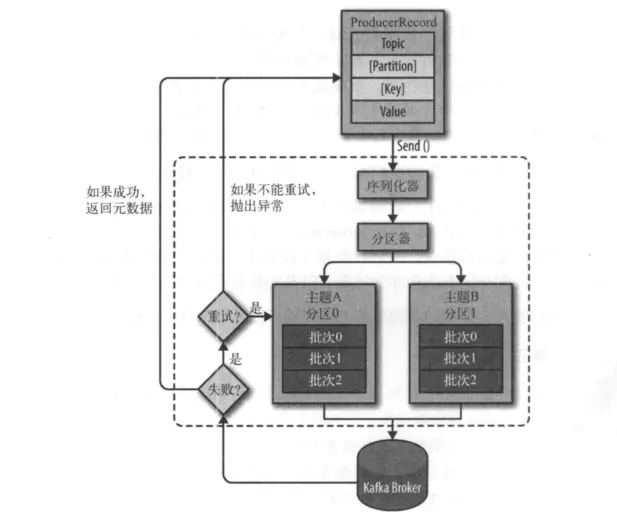 ProducerRecord
Topic
[Partition]
[Key]
Value
Send ()
如果成功,
返回元数据
如果不能重试,
抛出异常
序列化器
分区器
主题A
分区0
批次0
批次1
批次2
主题B
分区1
批次0
批次1
批次2
重试?
是
是
失败?
Kafka Broker